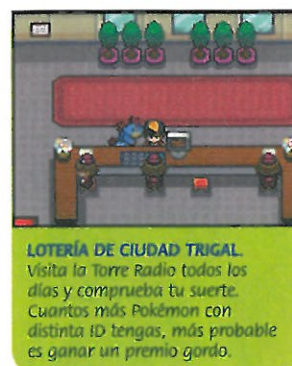 LOTERÍA DE CIUDAD TRIGAL.
Visita la Torre Radio todos los
días y comprueba tu suerte.
Cuantos más Pokémon con
distinta ID tengas, más probable
es ganar un premio gordo.